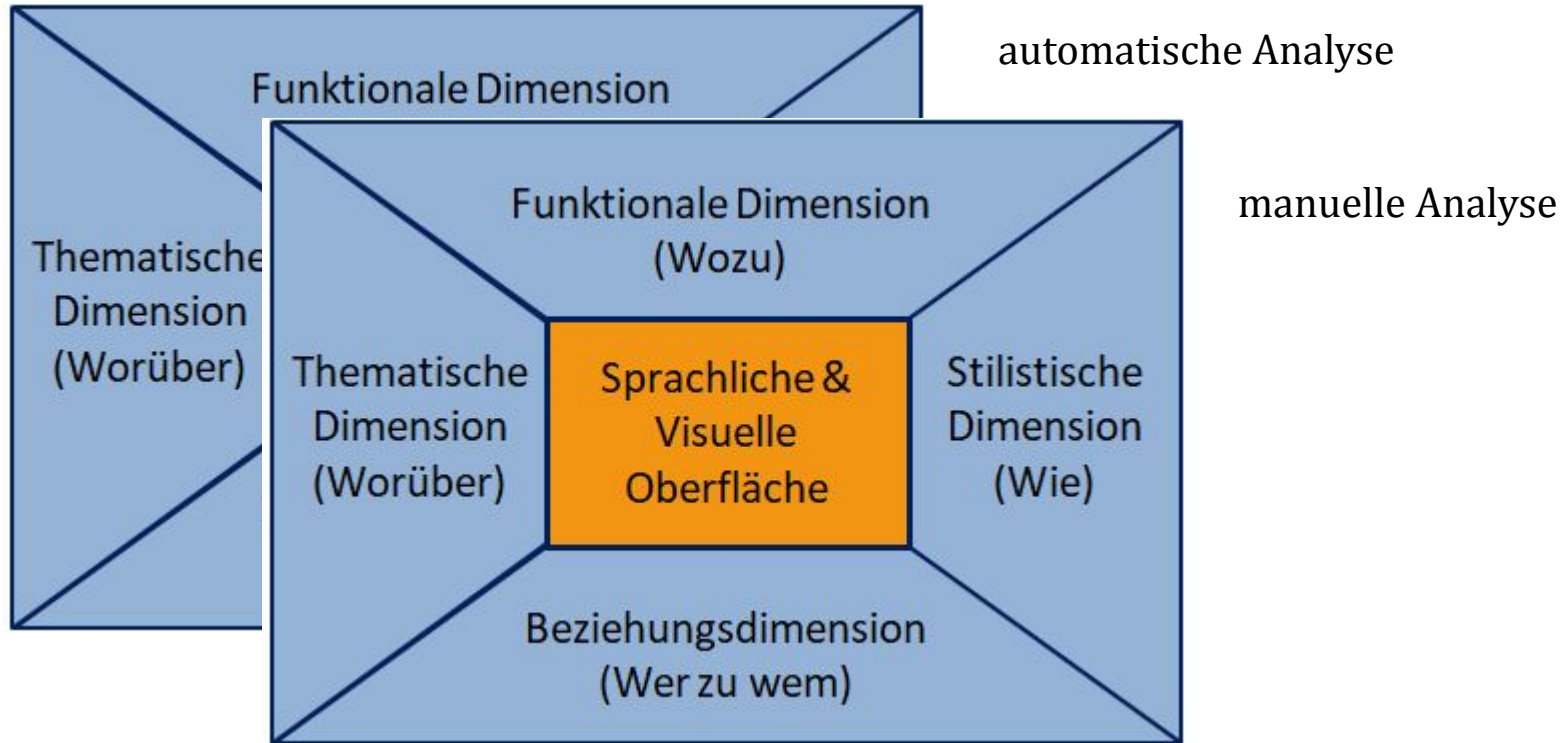 automatische Analyse
Funktionale Dimension
Thematische
Dimension
(Worüber)
manuelle Analyse
Funktionale Dimension
(Wozu)
Thematische
Dimension
(Worüber)
Sprachliche &
Visuelle
Oberfläche
Stilistische
Dimension
(Wie)
Beziehungsdimension
(Wer zu wem)